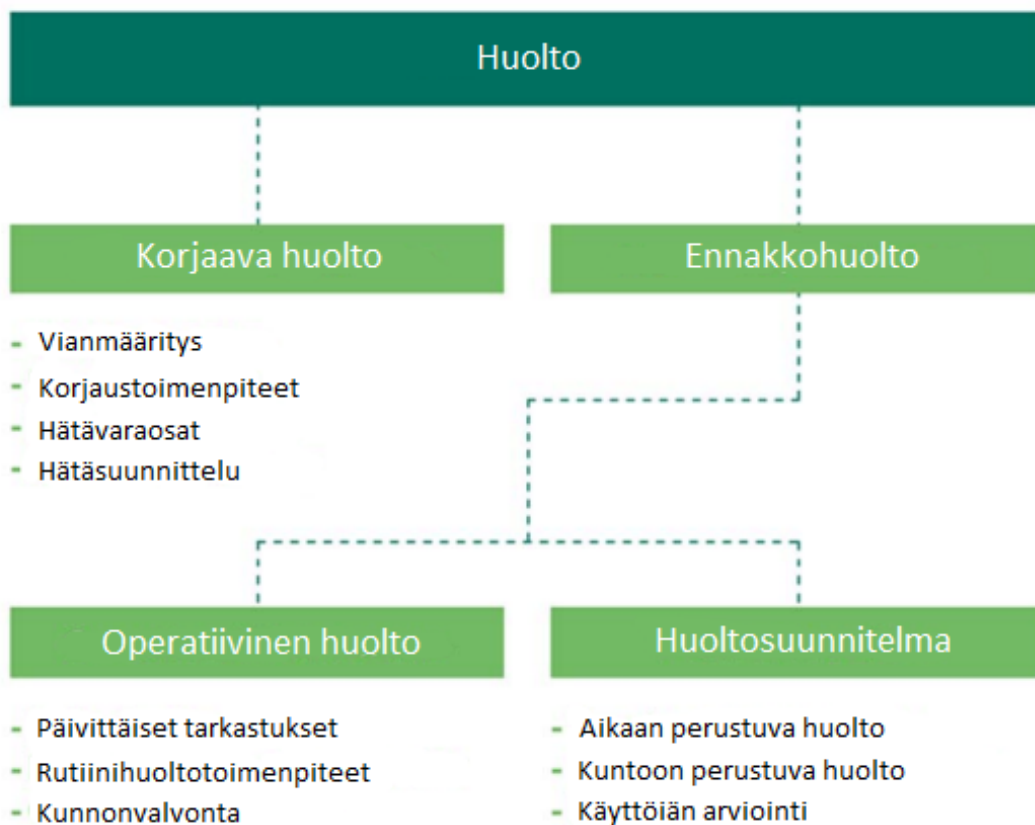 Huolto
Korjaava huolto
- Vianmääritys
- Korjaustoimenpiteet
- Hätävaraosat
- Hätäsuunnittelu
Ennakkohuolto
Operatiivinen huolto
- Päivittäiset tarkastukset
- Rutiinihuoltotoimenpiteet
- Kunnonvalvonta
Huoltosuunnitelma
- Aikaan perustuva huolto
- Kuntoon perustuva huolto
- Käyttöiän arviointi